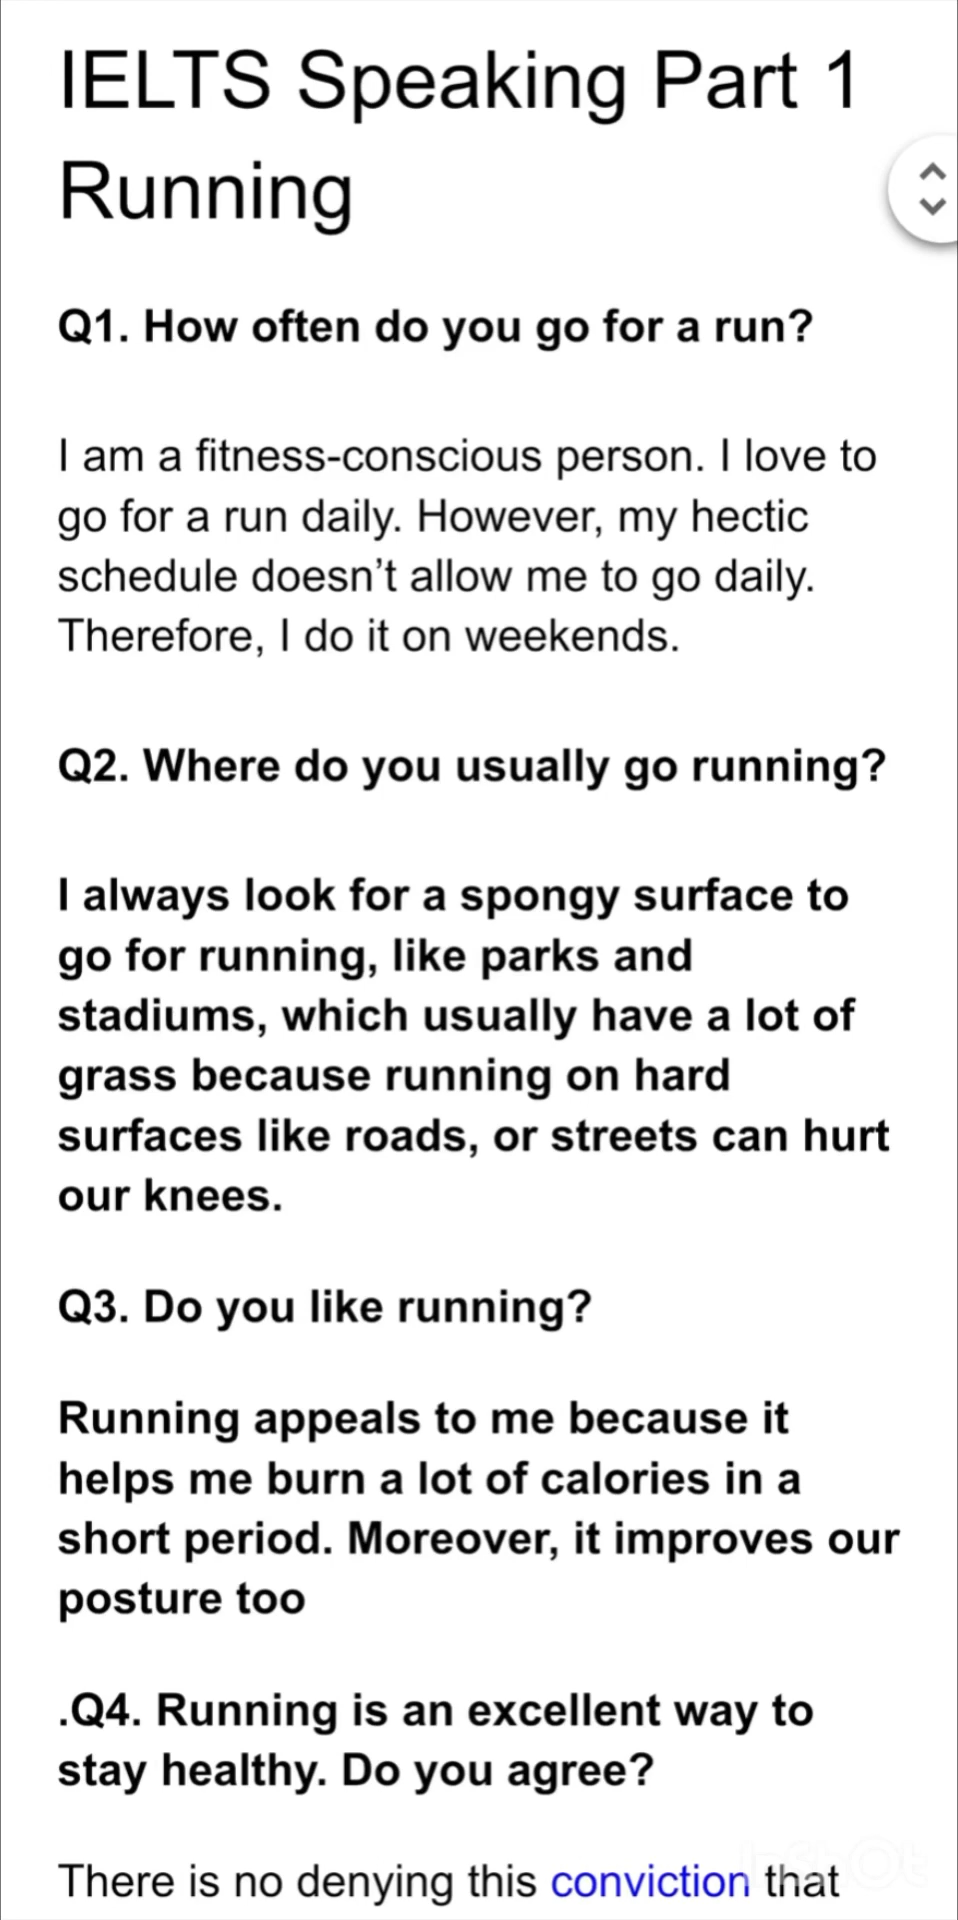 IELTS Speaking Part 1
Running
Q1. How often do you go for a run?
I am a fitness-conscious person. I love to
go for a run daily. However, my hectic
schedule doesn’t allow me to go daily.
Therefore, I do it on weekends.
Q2. Where do you usually go running?
I always look for a spongy surface to
go for running, like parks and
stadiums, which usually have a lot of
grass because running on hard
surfaces like roads, or streets can hurt
our knees.
Q3. Do you like running?
Running appeals to me because it
helps me burn a lot of calories in a
short period. Moreover, it improves our
posture too
.Q4. Running is an excellent way to
stay healthy. Do you agree?
There is no denying this conviction that
InShOt